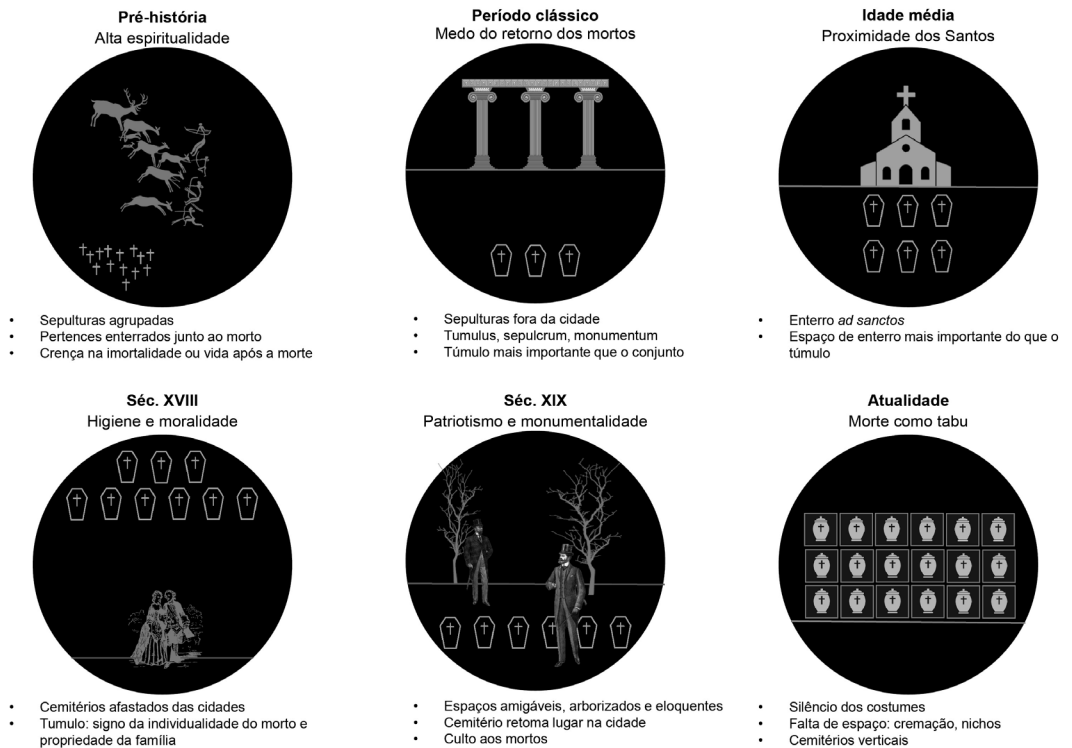 Pré-história
Alta espiritualidade
• Sepulturas agrupadas
• Pertences enterrados junto ao morto
• Crença na imortalidade ou vida após a morte
Período clássico
Medo do retorno dos mortos
• Sepulturas fora da cidade
• Tumulus, sepulcrum, monumentum
• Túmulo mais importante que o conjunto
Idade média
Proximidade dos Santos
• Enterro ad sanctos
• Espaço de enterro mais importante do que o
túmulo
Séc. XVIII
Higiene e moralidade
• Cemitérios afastados das cidades
• Tumulo: signo da individualidade do morto e
propriedade da família
Séc. XIX
Patriotismo e monumentalidade
• Espaços amigáveis, arborizados e eloquentes
• Cemitério retoma lugar na cidade
• Culto aos mortos
Atualidade
Morte como tabu
• Silêncio dos costumes
• Falta de espaço: cremação, nichos
• Cemitérios verticais